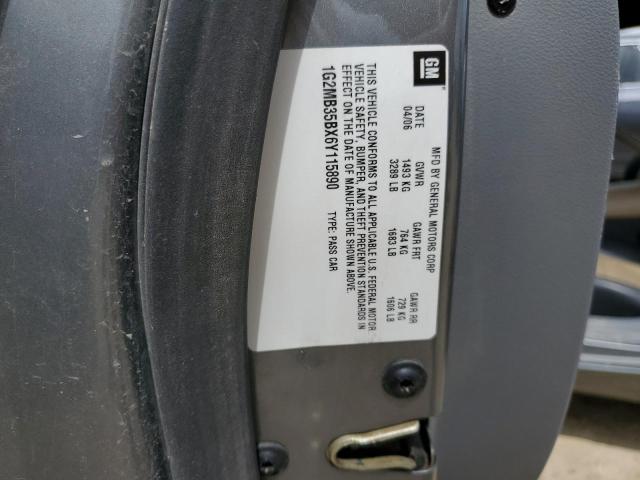 GM
MFD BY GENERAL MOTORS CORP
DATE GVWR GAWR FRT GAWR RR
04/06 1493 KG 764 KG 729 KG
3289 LB 1683 LB 1606 LB
THIS VEHICLE CONFORMS TO ALL APPLICABLE U.S. FEDERAL MOTOR
VEHICLE SAFETY, BUMPER, AND THEFT PREVENTION STANDARDS IN
EFFECT ON THE DATE OF MANUFACTURE SHOWN ABOVE.
1G2MB35BX6Y115890 TYPE: PASS CAR